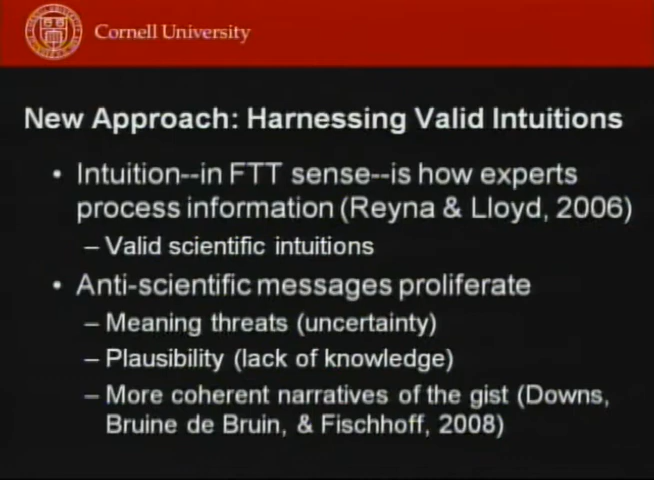 Cornell University
New Approach: Harnessing Valid Intuitions
• Intuition--in FTT sense--is how experts
process information (Reyna & Lloyd, 2006)
– Valid scientific intuitions
• Anti-scientific messages proliferate
– Meaning threats (uncertainty)
– Plausibility (lack of knowledge)
– More coherent narratives of the gist (Downs,
Bruine de Bruin, & Fischhoff, 2008)